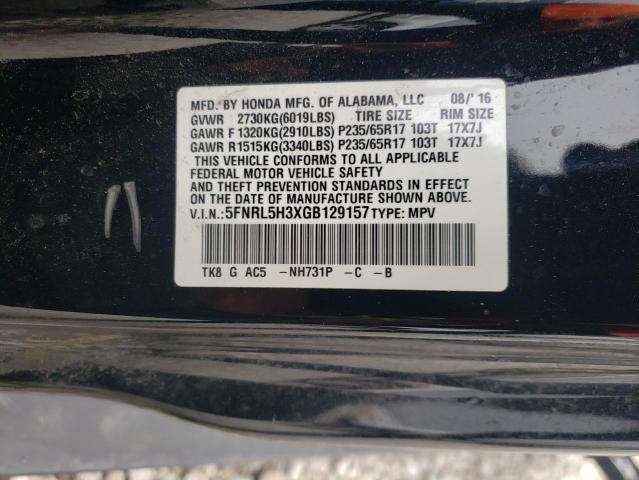 MFD. BY HONDA MFG. OF ALABAMA, LLC 08/'16
GVWR 2730KG(6019LBS) TIRE SIZE RIM SIZE
GAWR F 1320KG(2910LBS) P235/65R17 103T 17X7J
GAWR R1515KG(3340LBS) P235/65R17 103T 17X7J
THIS VEHICLE CONFORMS TO ALL APPLICABLE
FEDERAL MOTOR VEHICLE SAFETY
AND THEFT PREVENTION STANDARDS IN EFFECT
ON THE DATE OF MANUFACTURE SHOWN ABOVE.
V.I.N.:5FNRL5H3XGB129157 TYPE: MPV
TK8 G AC5 -NH731P -C -B